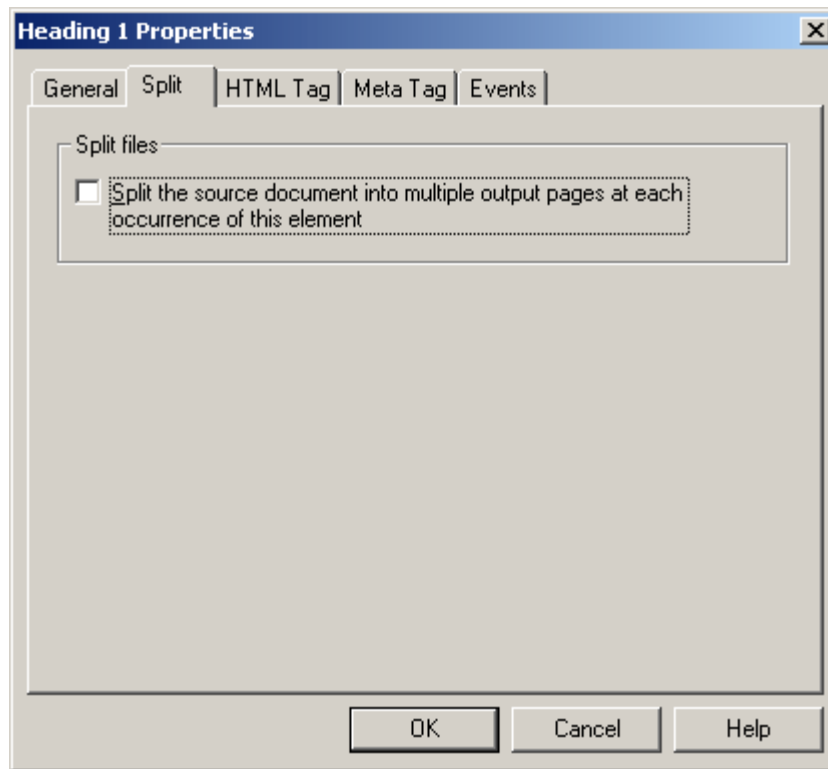 Heading 1 Properties
General Split HTML Tag Meta Tag Events
Split files
Split the source document into multiple output pages at each
occurrence of this element
OK Cancel Help